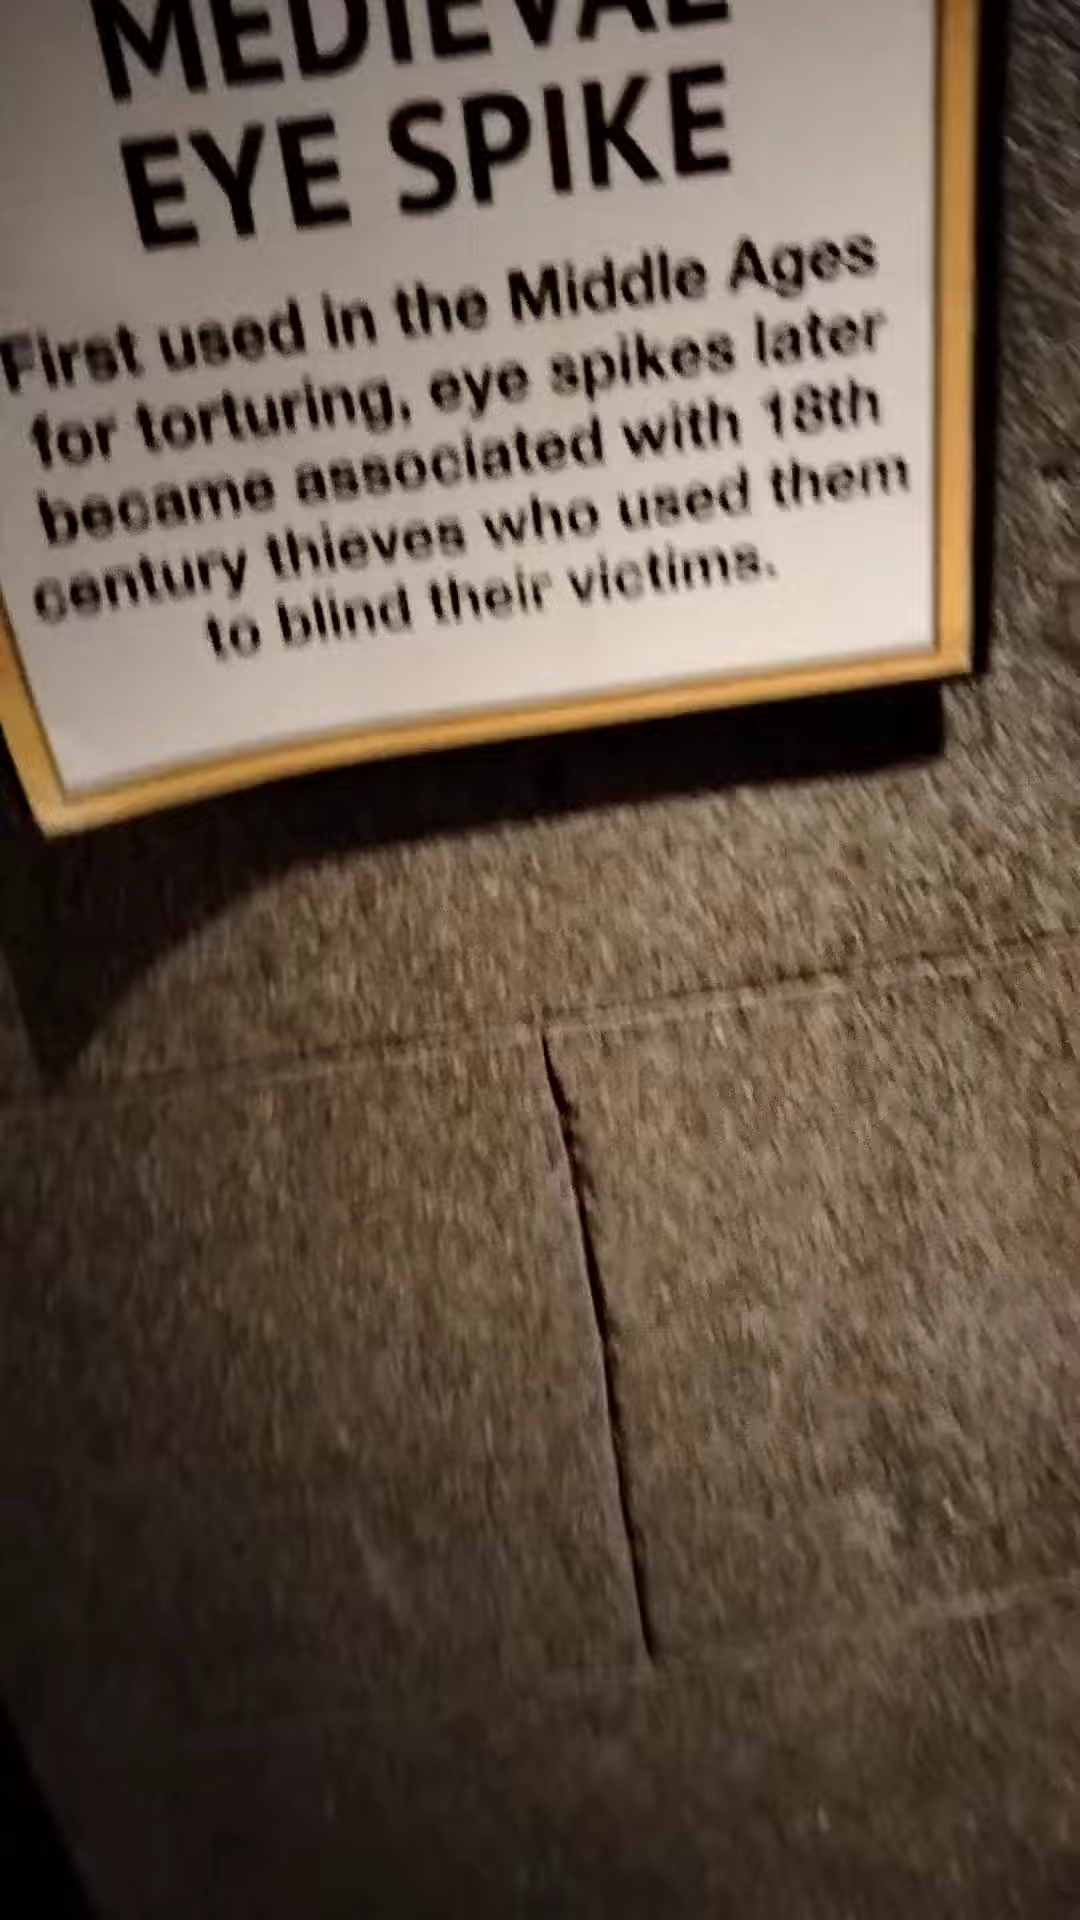 MEDIEVAL
EYE SPIKE
First used in the Middle Ages
for torturing, eye spikes later
became associated with 18th
century thieves who used them
to blind their victims.